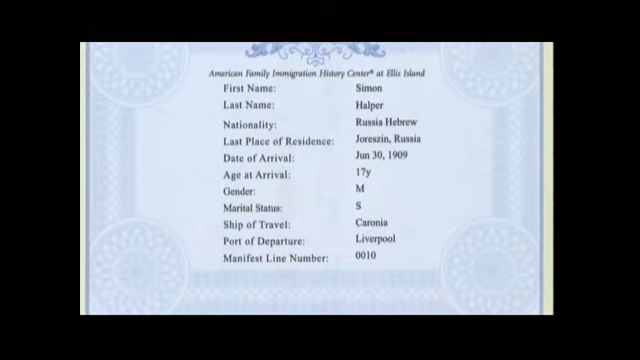 American Family Immigration History Center® at Ellis Island
First Name: Simon
Last Name: Halper
Nationality: Russia Hebrew
Last Place of Residence: Joreszin, Russia
Date of Arrival: Jun 30, 1909
Age at Arrival: 17y
Gender: M
Marital Status: S
Ship of Travel: Caronia
Port of Departure: Liverpool
Manifest Line Number: 0010